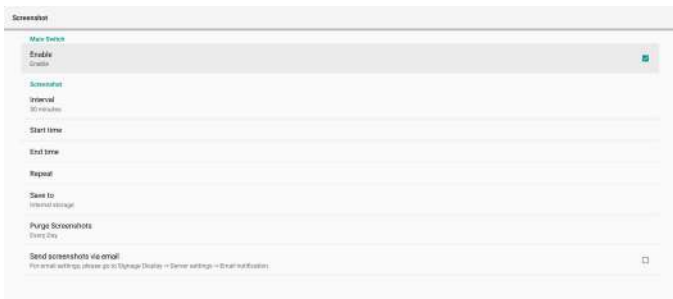 Screenshot
Main Switch
Enable
Enable
Screenshot
Interval
30 minutes
Start time
End time
Repeat
Save to
Internal storage
Purge Screenshots
Every Day
Send screenshots via email
For email settings, please go to Signage Display -> Server settings -> Email notification.